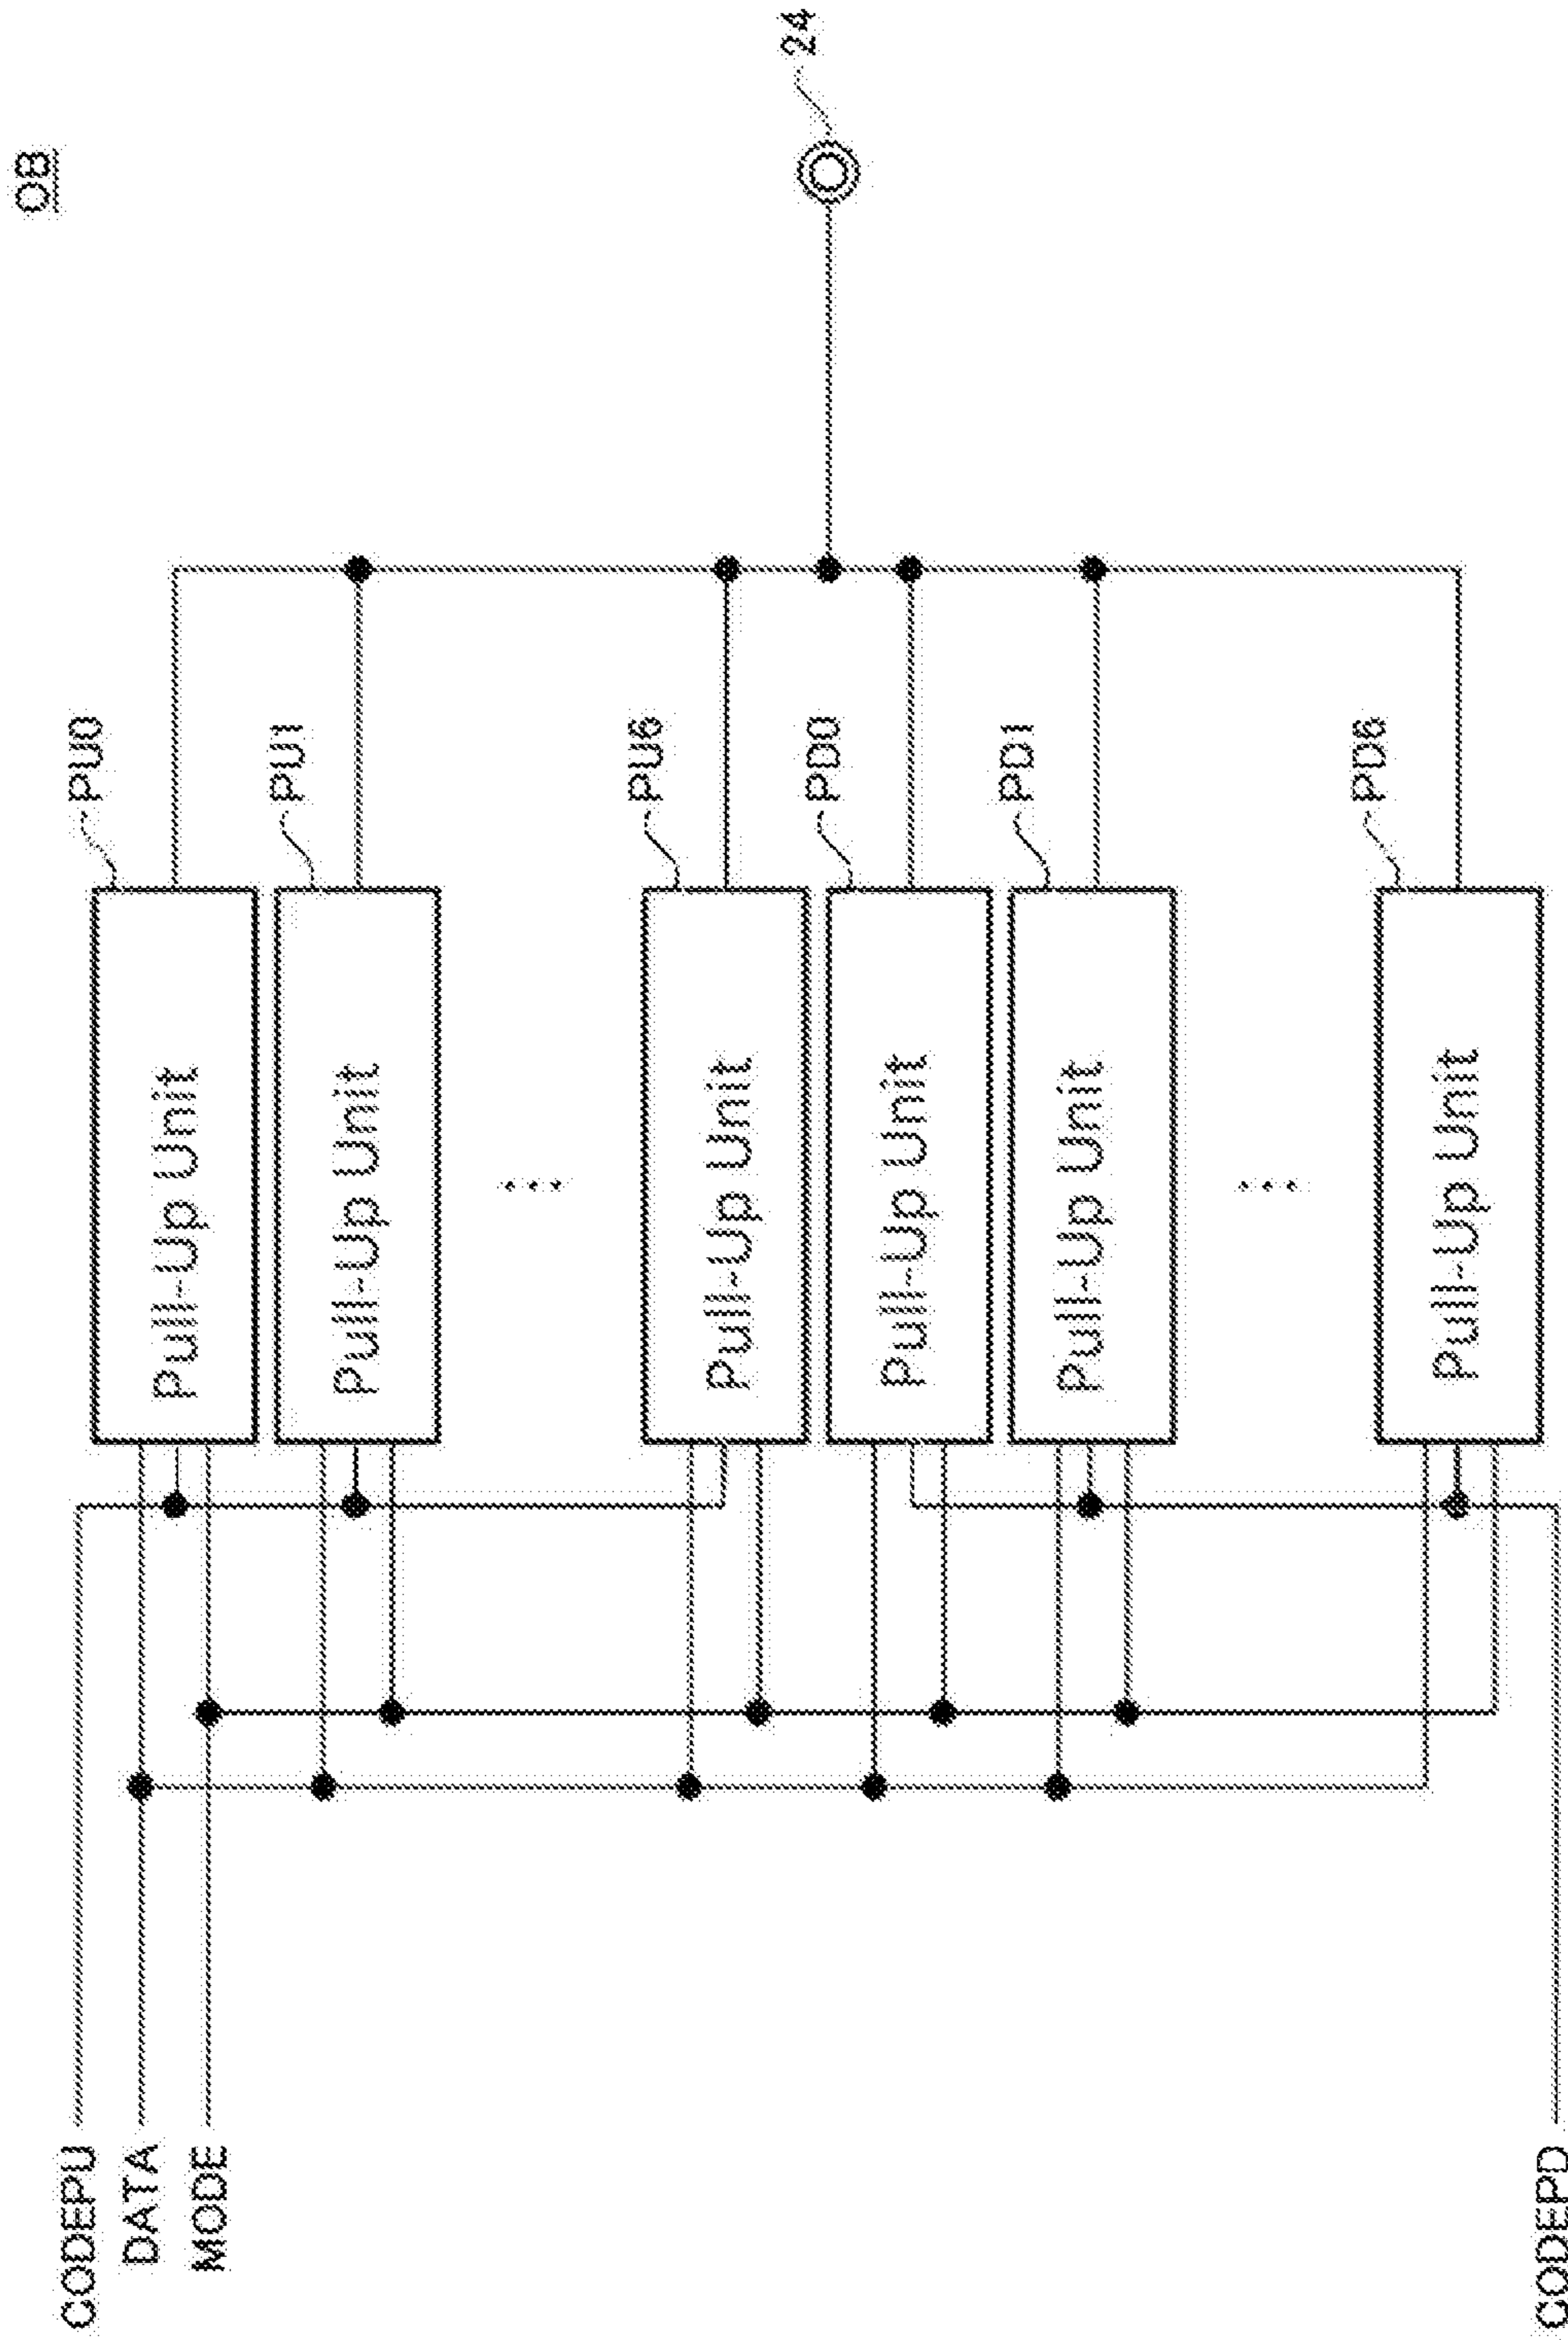 OB
CODEPU
DATA
MODE
CODEPD
Pull-Up Unit
PU0
Pull-Up Unit
PU1
...
Pull-Up Unit
PU6
Pull-Up Unit
PD0
Pull-Up Unit
PD1
...
Pull-Up Unit
PD6
24